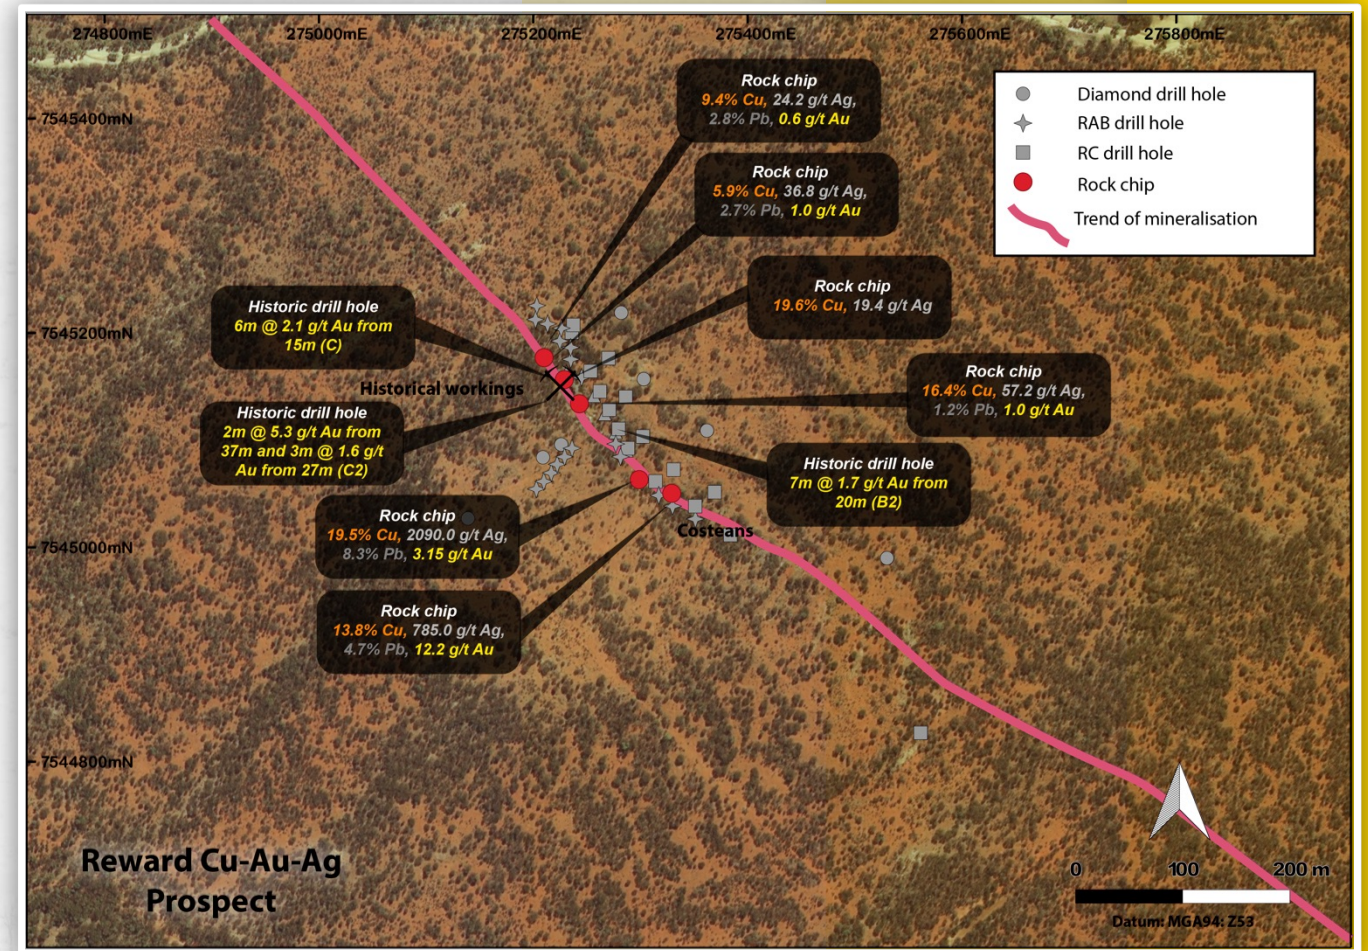 274800mE 275000mE 275200mE 275400mE 275600mE 275800mE
7545400mN
7545200mN
7545000mN
7544800mN
Diamond drill hole
RAB drill hole
RC drill hole
Rock chip
Trend of mineralisation
Rock chip
9.4% Cu, 24.2 g/t Ag,
2.8% Pb, 0.6 g/t Au
Rock chip
5.9% Cu, 36.8 g/t Ag,
2.7% Pb, 1.0 g/t Au
Rock chip
19.6% Cu, 19.4 g/t Ag
Historic drill hole
6m @ 2.1 g/t Au from
15m (C)
Historical workings
Rock chip
16.4% Cu, 57.2 g/t Ag,
1.2% Pb, 1.0 g/t Au
Historic drill hole
2m @ 5.3 g/t Au from
37m and 3m @ 1.6 g/t
Au from 27m (C2)
Historic drill hole
7m @ 1.7 g/t Au from
20m (B2)
Rock chip
19.5% Cu, 2090.0 g/t Ag,
8.3% Pb, 3.15 g/t Au
Costeans
Rock chip
13.8% Cu, 785.0 g/t Ag,
4.7% Pb, 12.2 g/t Au
Reward Cu-Au-Ag
Prospect
0 100 200 m
Datum: MGA94: Z53